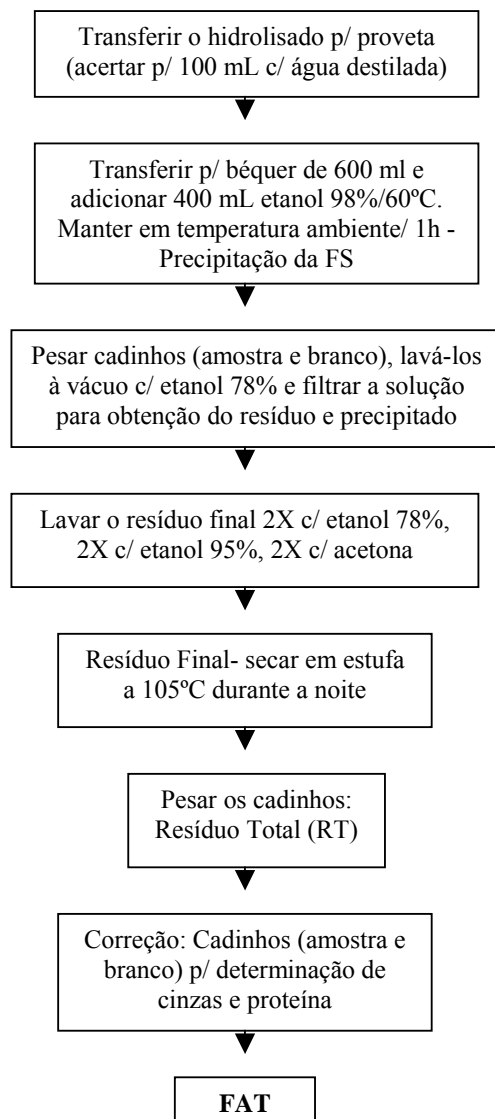 Transferir o hidrolisado p/ proveta
(acertar p/ 100 mL c/ água destilada)
Transferir p/ béquer de 600 ml e
adicionar 400 mL etanol 98%/60ºC.
Manter em temperatura ambiente/ 1h -
Precipitação da FS
Pesar cadinhos (amostra e branco), lavá-los
à vácuo c/ etanol 78% e filtrar a solução
para obtenção do resíduo e precipitado
Lavar o resíduo final 2X c/ etanol 78%,
2X c/ etanol 95%, 2X c/ acetona
Resíduo Final- secar em estufa
a 105ºC durante a noite
Pesar os cadinhos:
Resíduo Total (RT)
Correção: Cadinhos (amostra e
branco) p/ determinação de
cinzas e proteína
FAT